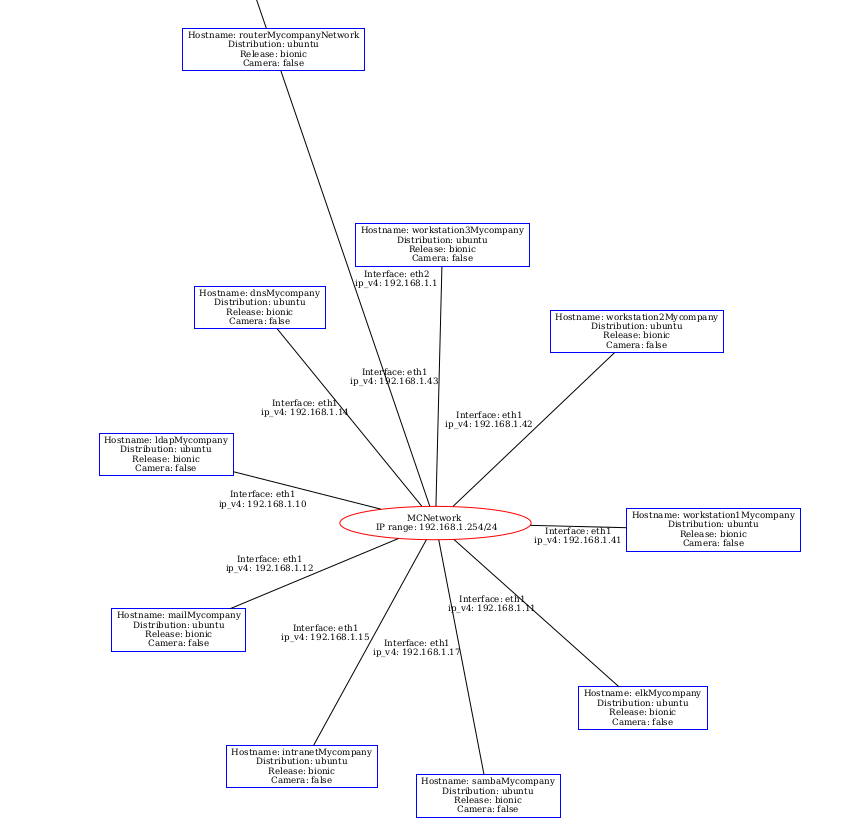 Hostname: routerMycompanyNetwork
Distribution: ubuntu
Release: bionic
Camera: false
Hostname: workstation3Mycompany
Distribution: ubuntu
Release: bionic
Camera: false
Interface: eth2
ip_v4: 192.168.1.1
Hostname: dnsMycompany
Distribution: ubuntu
Release: bionic
Camera: false
Hostname: workstation2Mycompany
Distribution: ubuntu
Release: bionic
Camera: false
Interface: eth1
ip_v4: 192.168.1.43
Interface: eth1
ip_v4: 192.168.1.14
Interface: eth1
ip_v4: 192.168.1.42
Hostname: ldapMycompany
Distribution: ubuntu
Release: bionic
Camera: false
Interface: eth1
ip_v4: 192.168.1.10
MCNetwork
IP range: 192.168.1.254/24
Hostname: workstation1Mycompany
Distribution: ubuntu
Release: bionic
Camera: false
Interface: eth1
ip_v4: 192.168.1.41
Interface: eth1
ip_v4: 192.168.1.12
Interface: eth1
ip_v4: 192.168.1.11
Hostname: mailMycompany
Distribution: ubuntu
Release: bionic
Camera: false
Interface: eth1
ip_v4: 192.168.1.15
Interface: eth1
ip_v4: 192.168.1.17
Hostname: elkMycompany
Distribution: ubuntu
Release: bionic
Camera: false
Hostname: intranetMycompany
Distribution: ubuntu
Release: bionic
Camera: false
Hostname: sambaMycompany
Distribution: ubuntu
Release: bionic
Camera: false